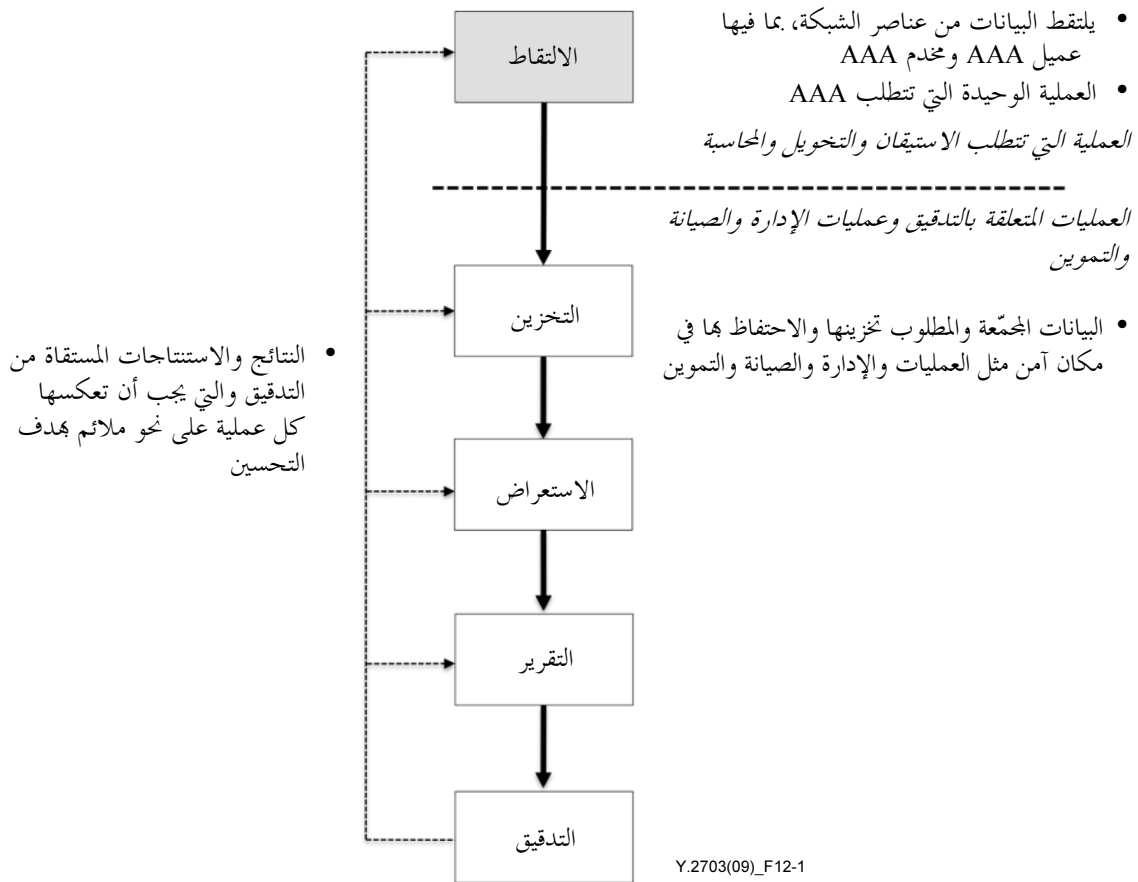 • يلتقط البيانات من عناصر الشبكة، بما فيها
عميل AAA ومخدم AAA
• العملية الوحيدة التي تتطلب AAA
العملية التي تتطلب الاستيقان والتخويل والمحاسبة
العمليات المتعلقة بالتدقيق وعمليات الإدارة والصيانة
والتموين
• البيانات المجمّعة والمطلوب تخزينها والاحتفاظ بها في
مكان آمن مثل العمليات والإدارة والصيانة والتموين
الالتقاط
التخزين
الاستعراض
التقرير
التدقيق
• النتائج والاستنتاجات المستقاة من
التدقيق والتي يجب أن تعكسها
كل عملية على نحو ملائم بهدف
التحسين
Y.2703(09)_F12-1